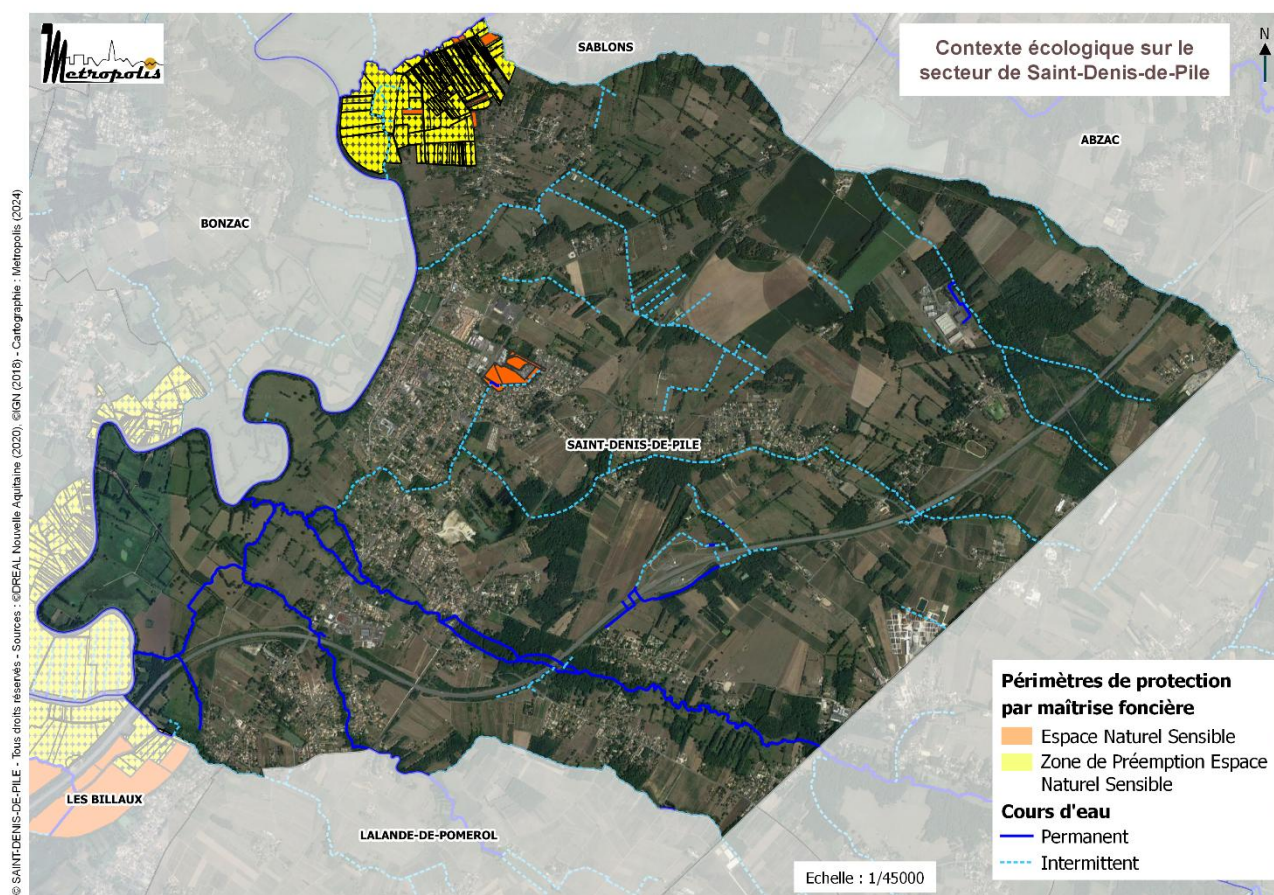 Metropolis
Contexte écologique sur le
secteur de Saint-Denis-de-Pile
N
SABLONS
ABZAC
BONZAC
SAINT-DENIS-DE-PILE
LES BILLAUX
LALANDE-DE-POMEROL
Périmètres de protection
par maîtrise foncière
Espace Naturel Sensible
Zone de Préemption Espace
Naturel Sensible
Cours d'eau
Permanent
Intermittent
Echelle : 1/45000
© SAINT-DENIS-DE-PILE - Tous droits réservés - Sources : ©DREAL Nouvelle Aquitaine (2020), ©IGN (2018) - Cartographie : Metropolis (2024)